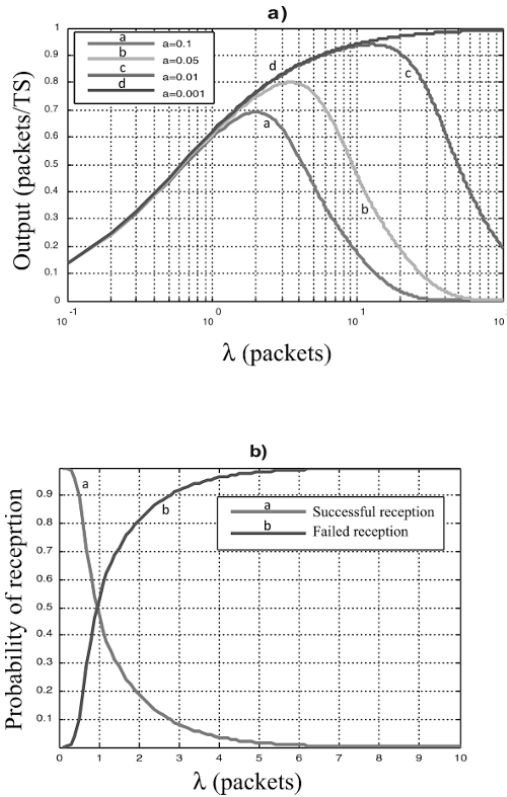 a)
Output (packets/TS)
1
0.9
0.8
0.7
0.6
0.5
0.4
0.3
0.2
0.1
0
a a=0.1
b a=0.05
c a=0.01
d a=0.001
d
a
b
c
10 -1
10 0
10 1
10
λ (packets)
b)
Probability of receprtion
0.9
0.8
0.7
0.6
0.5
0.4
0.3
0.2
0.1
a
b
a Successful reception
b Failed reception
0 1 2 3 4 5 6 7 8 9 10
λ (packets)